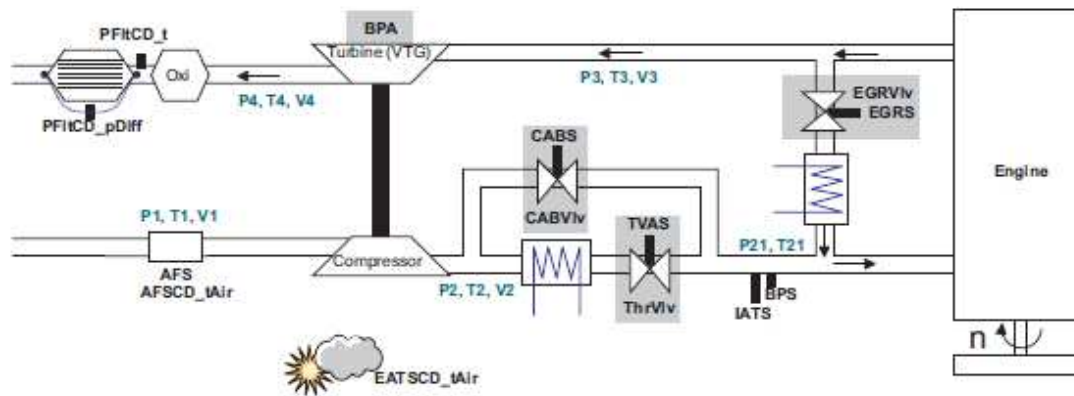 PFltCD_t
BPA
Turbine (VTG)
Oxi
P3, T3, V3
P4, T4, V4
EGRVlv
EGRS
PFltCD_pDiff
CABS
Engine
CABVlv
P1, T1, V1
TVAS
P21, T21
Compressor
AFS
AFSCD_tAir
P2, T2, V2
BPS
ThrVlv
IATS
n
EATSCD_tAir